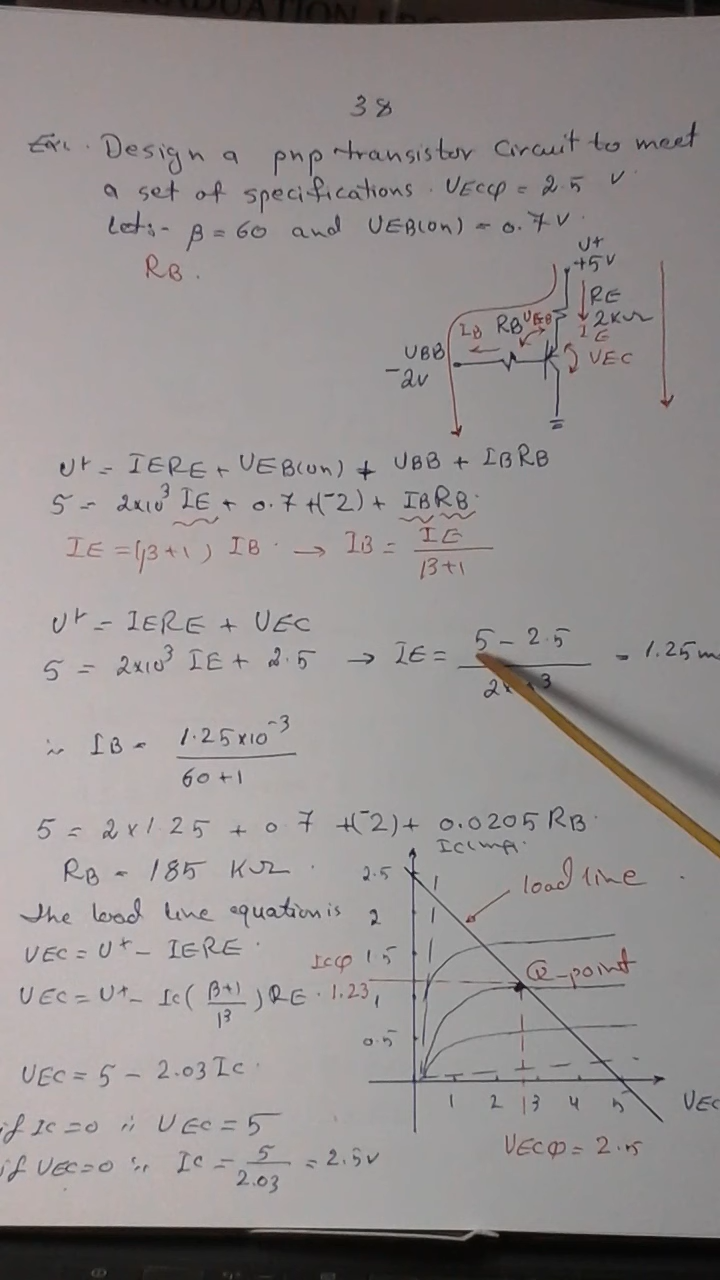 38
Ex. Design a pnp transistor circuit to meet
a set of specifications. VECQ = 2.5 V.
Let:- β = 60 and VEB(on) = 0.7 V.
RB.
V+
+5V
RE
2KΩ
IE
VEB
RB
IB
VEC
VBB
-2V
V+ = IERE + VEB(on) + VBB + IBRB
5 = 2x10³ IE + 0.7 +(-2) + IBRB.
IE = (β+1) IB. → IB = IE / β+1
V+ = IERE + VEC
5 = 2x10³ IE + 2.5 → IE = 5 - 2.5 / 2x10³ = 1.25 m
∴ IB = 1.25x10⁻³ / 60+1
5 = 2x1.25 + 0.7 +(-2) + 0.0205 RB.
RB = 185 KΩ.
The load line equation is
VEC = V+ - IERE.
VEC = V+ - Ic(β+1 / β)RE.
VEC = 5 - 2.03 Ic.
if Ic = 0 ∴ VEC = 5
if VEC = 0 ∴ Ic = 5 / 2.03 = 2.5v
Ic(mA.
2.5
2
1.5
1
0.5
load line
Q-point
ICQ
1.23
1 2 3 4 5
VEC
VECQ = 2.5